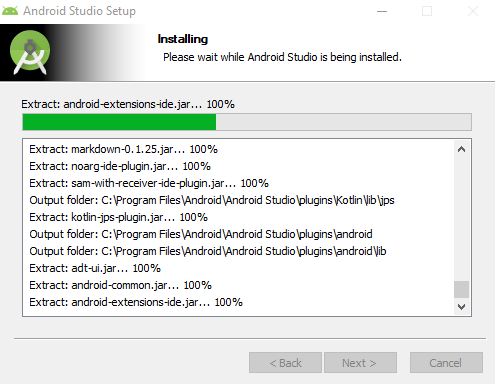 Android Studio Setup
Installing
Please wait while Android Studio is being installed.
Extract: android-extensions-ide.jar... 100%
Extract: markdown-0.1.25.jar... 100%
Extract: noarg-ide-plugin.jar... 100%
Extract: sam-with-receiver-ide-plugin.jar... 100%
Output folder: C:\Program Files\Android\Android Studio\plugins\Kotlin\lib\jps
Extract: kotlin-jps-plugin.jar... 100%
Output folder: C:\Program Files\Android\Android Studio\plugins\android
Output folder: C:\Program Files\Android\Android Studio\plugins\android\lib
Extract: adt-ui.jar... 100%
Extract: android-common.jar... 100%
Extract: android-extensions-ide.jar... 100%
< Back Next > Cancel